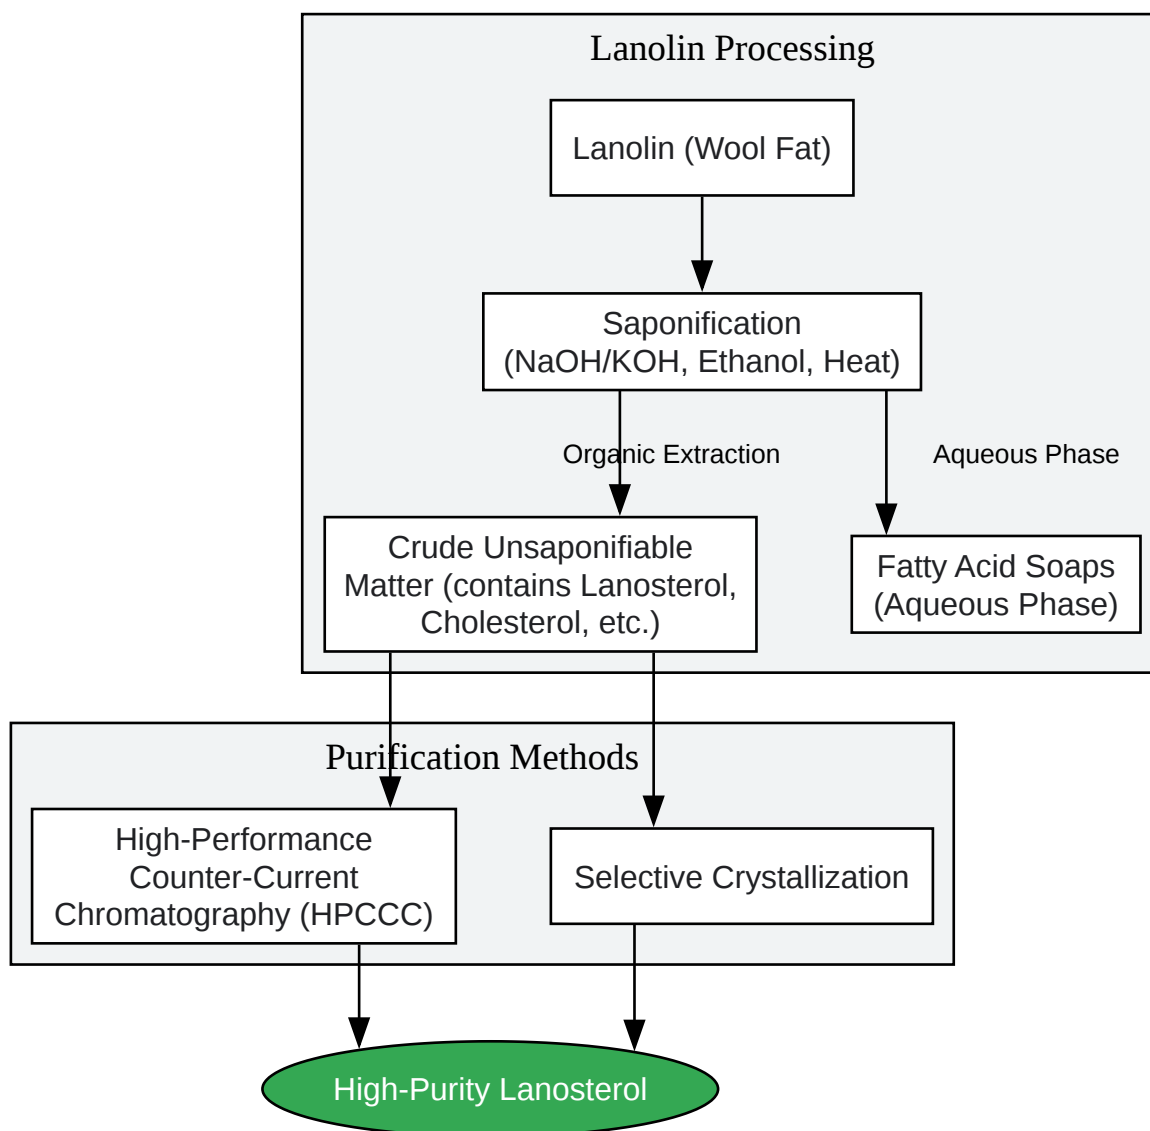 Lanolin Processing
Lanolin (Wool Fat)
Saponification
(NaOH/KOH, Ethanol, Heat)
Organic Extraction
Aqueous Phase
Crude Unsaponifiable
Matter (contains Lanosterol,
Cholesterol, etc.)
Fatty Acid Soaps
(Aqueous Phase)
Purification Methods
High-Performance
Counter-Current
Chromatography (HPCCC)
Selective Crystallization
High-Purity Lanosterol